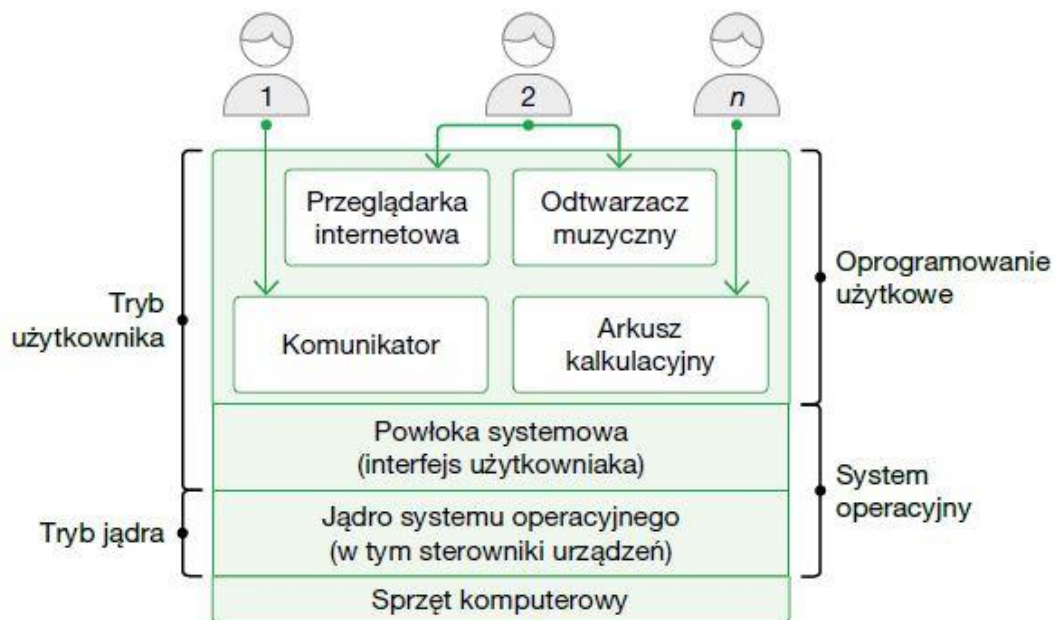 1
2
n
Przeglądarka
internetowa
Odtwarzacz
muzyczny
Oprogramowanie
użytkowe
Tryb
użytkownika
Komunikator
Arkusz
kalkulacyjny
Powłoka systemowa
(interfejs użytkowniaka)
System
operacyjny
Tryb jądra
Jądro systemu operacyjnego
(w tym sterowniki urządzeń)
Sprzęt komputerowy